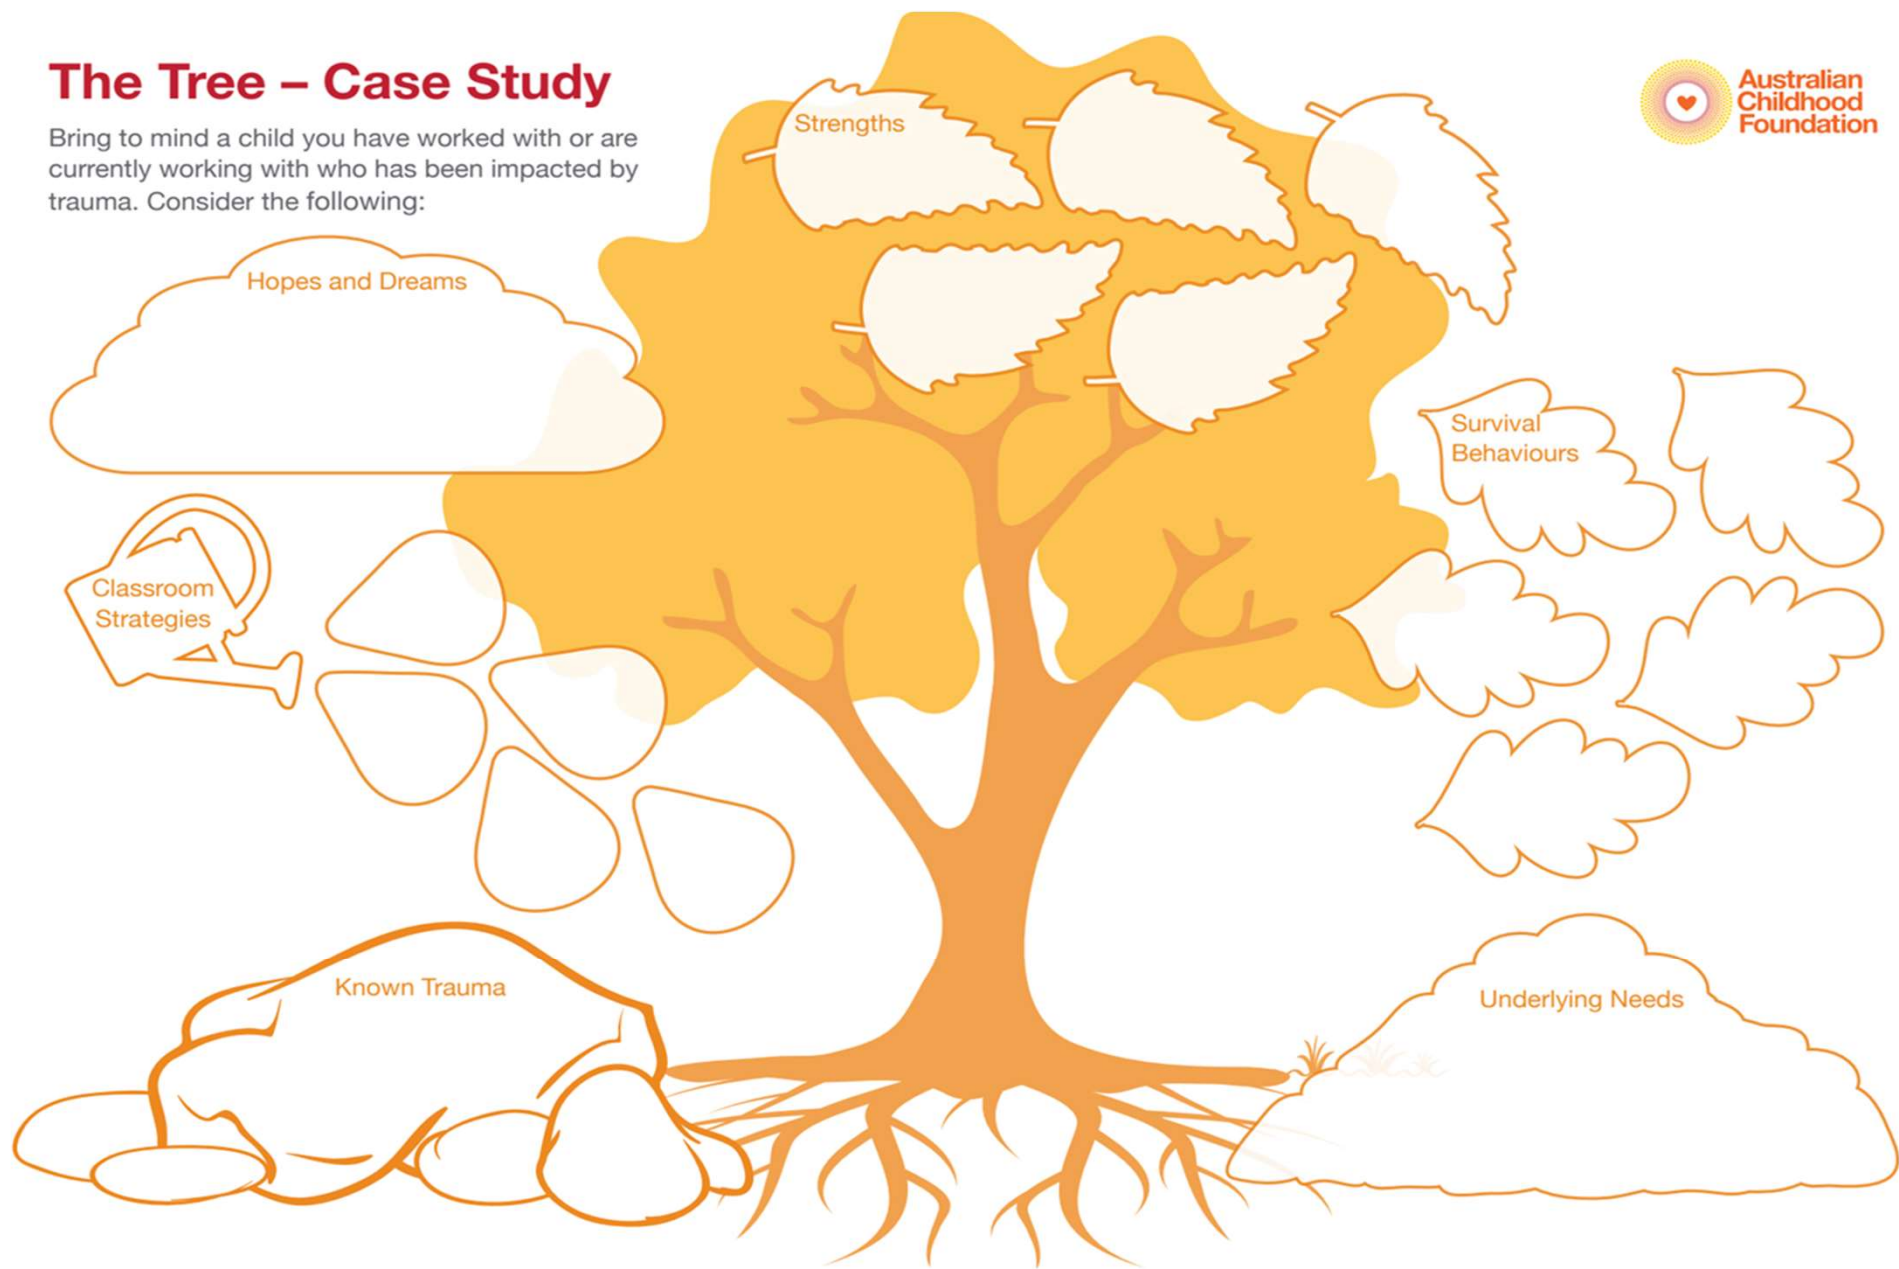 The Tree – Case Study
Bring to mind a child you have worked with or are
currently working with who has been impacted by
trauma. Consider the following:
Australian
Childhood
Foundation
Strengths
Hopes and Dreams
Survival
Behaviours
Classroom
Strategies
Known Trauma
Underlying Needs